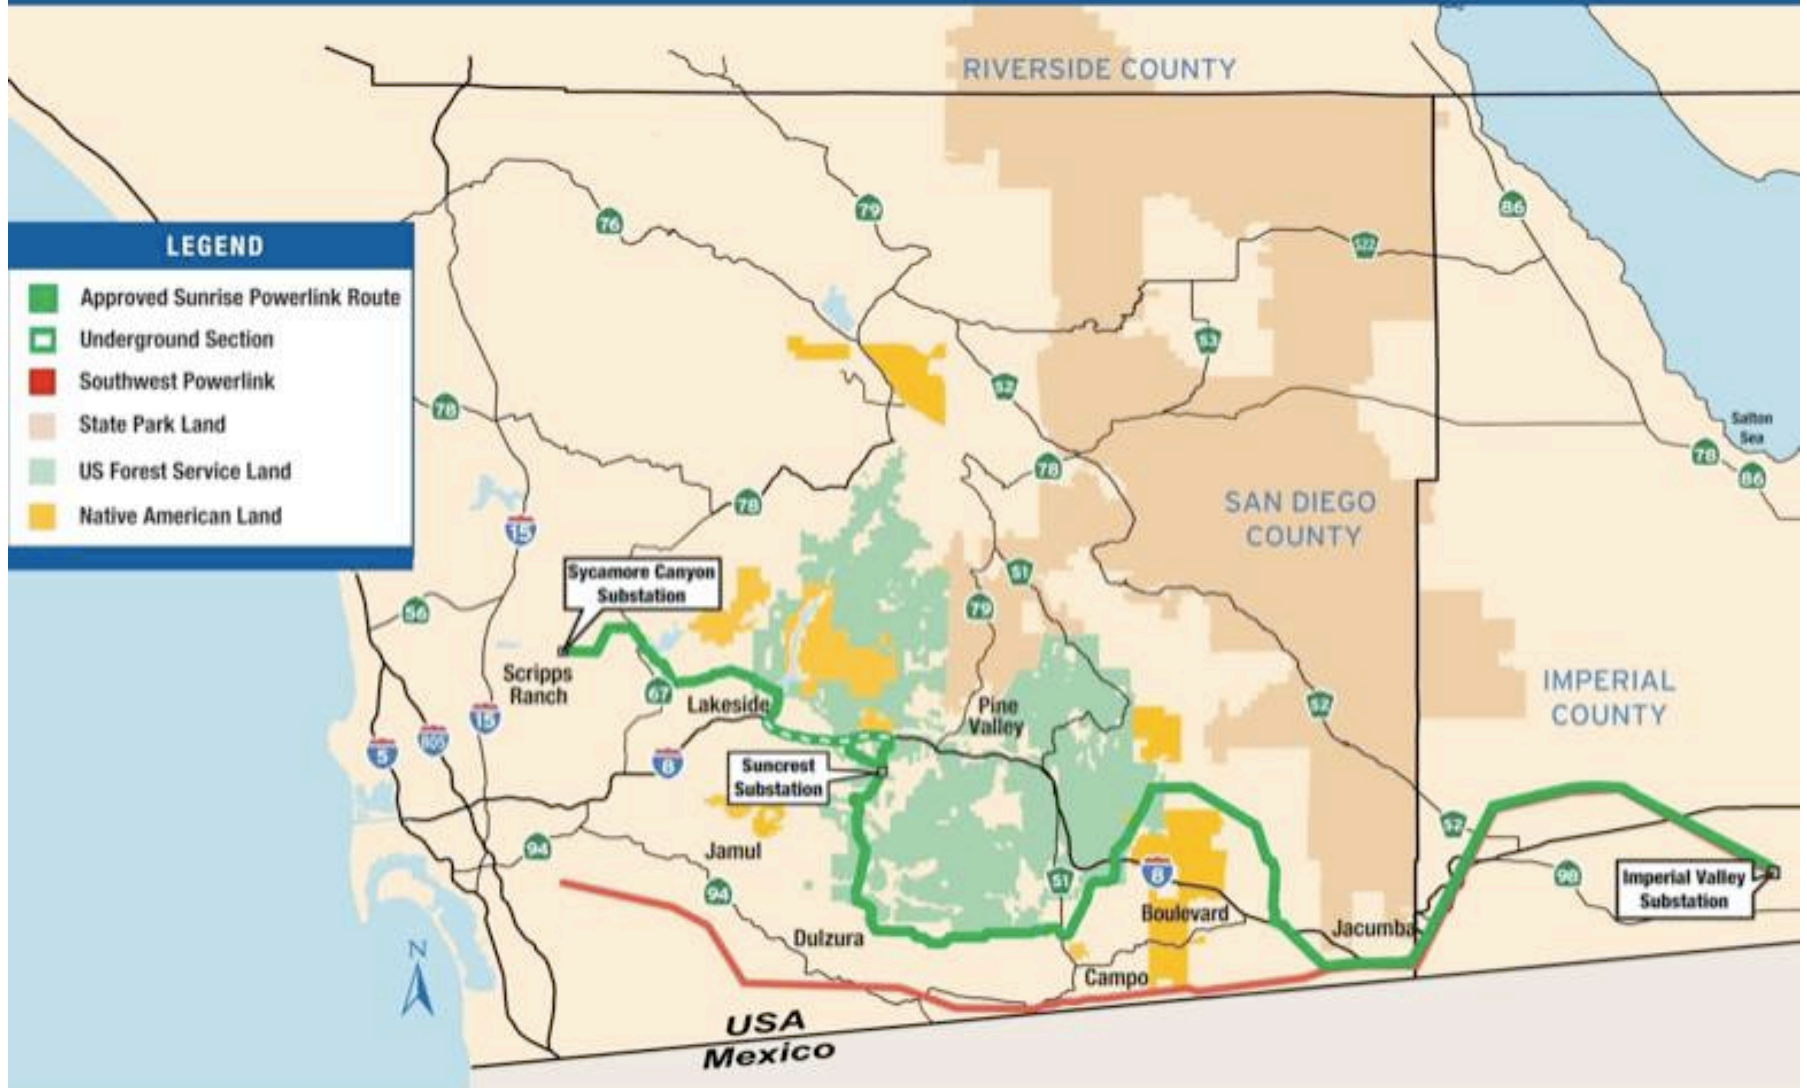 RIVERSIDE COUNTY
LEGEND
Approved Sunrise Powerlink Route
Underground Section
Southwest Powerlink
State Park Land
US Forest Service Land
Native American Land
76
79
86
S22
S3
S2
78
78
78
78
86
Salton
Sea
15
SAN DIEGO
COUNTY
Sycamore Canyon
Substation
56
S1
79
Scripps
Ranch
67
Lakeside
Pine
Valley
S2
IMPERIAL
COUNTY
15
805
5
8
Suncrest
Substation
S2
94
Jamul
94
S1
8
98
Imperial Valley
Substation
Boulevard
Jacumba
Dulzura
Campo
N
USA
Mexico